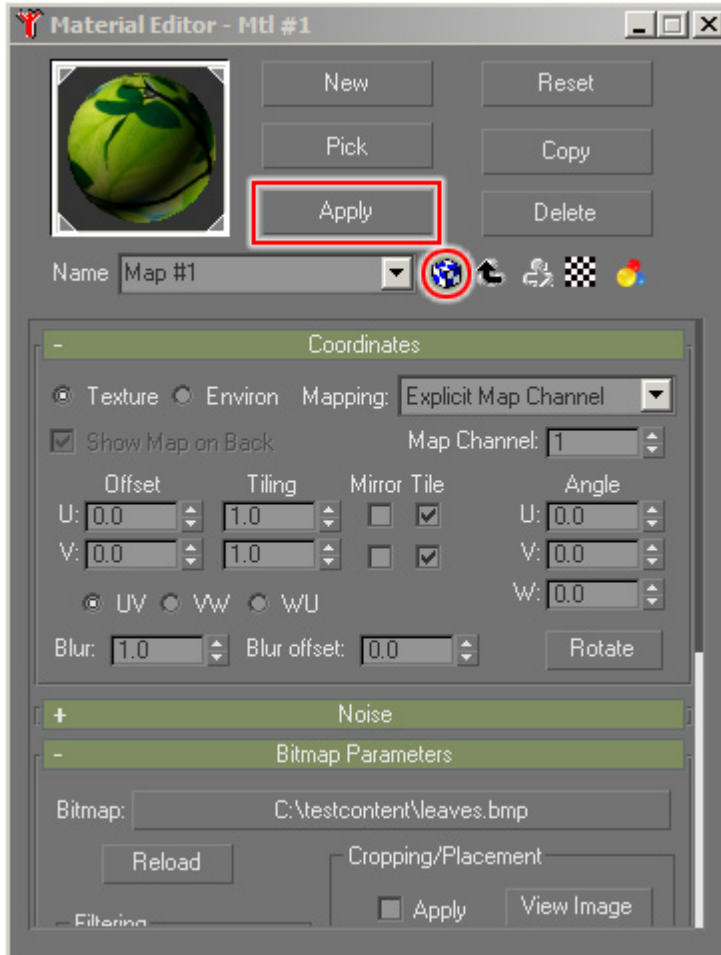 Material Editor - Mtl #1
New Reset
Pick Copy
Apply Delete
Name Map #1
- Coordinates
Texture Environ Mapping: Explicit Map Channel
Show Map on Back Map Channel: 1
Offset Tiling Mirror Tile Angle
U: 0.0 1.0 U: 0.0
V: 0.0 1.0 V: 0.0
UV VW WU W: 0.0
Blur: 1.0 Blur offset: 0.0 Rotate
+ Noise
- Bitmap Parameters
Bitmap: C:\testcontent\leaves.bmp
Reload Cropping/Placement
Apply View Image
Filtering